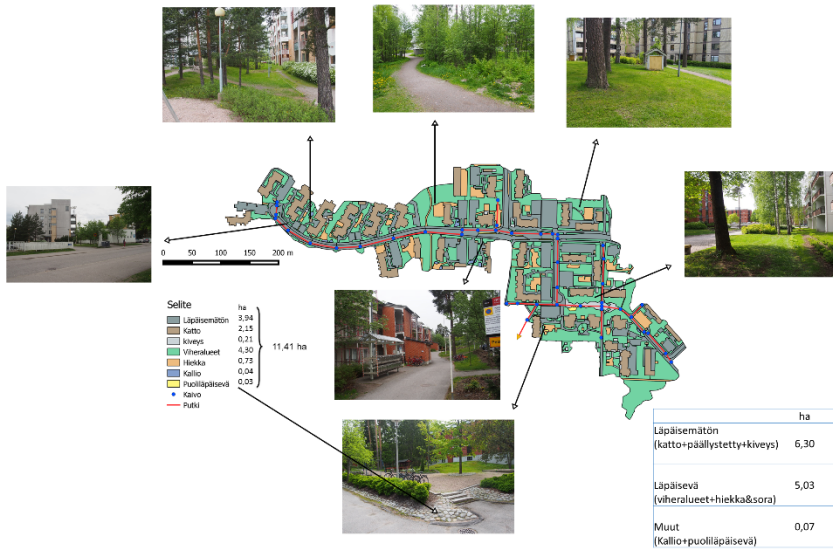 0 50 100 200 m
Selite
ha
Läpäisemätön 3,94
Katto 2,15
kiveys 0,21
Viheralueet 4,30
Hiekka 0,73
Kallio 0,04
Puoliläpäisevä 0,03
Kaivo
Putki
11,41 ha
ha
Läpäisemätön
(katto+päällystetty+kiveys) 6,30
Läpäisevä
(viheralueet+hiekka&sora) 5,03
Muut 0,07
(Kallio+puoliläpäisevä)